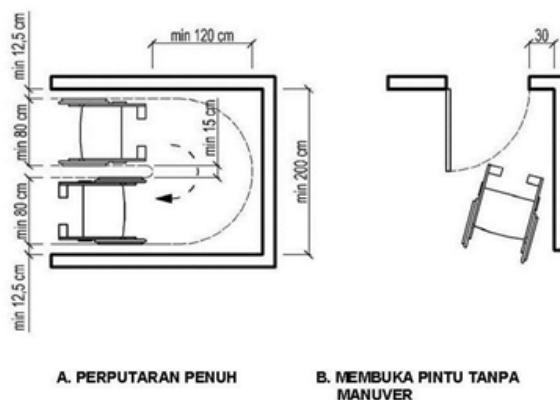 min 120 cm
30
min 12,5 cm
min 80 cm
min 15 cm
min 200 cm
min 80 cm
min 12,5 cm
A. PERPUTARAN PENUH
B. MEMBUKA PINTU TANPA
MANUVER